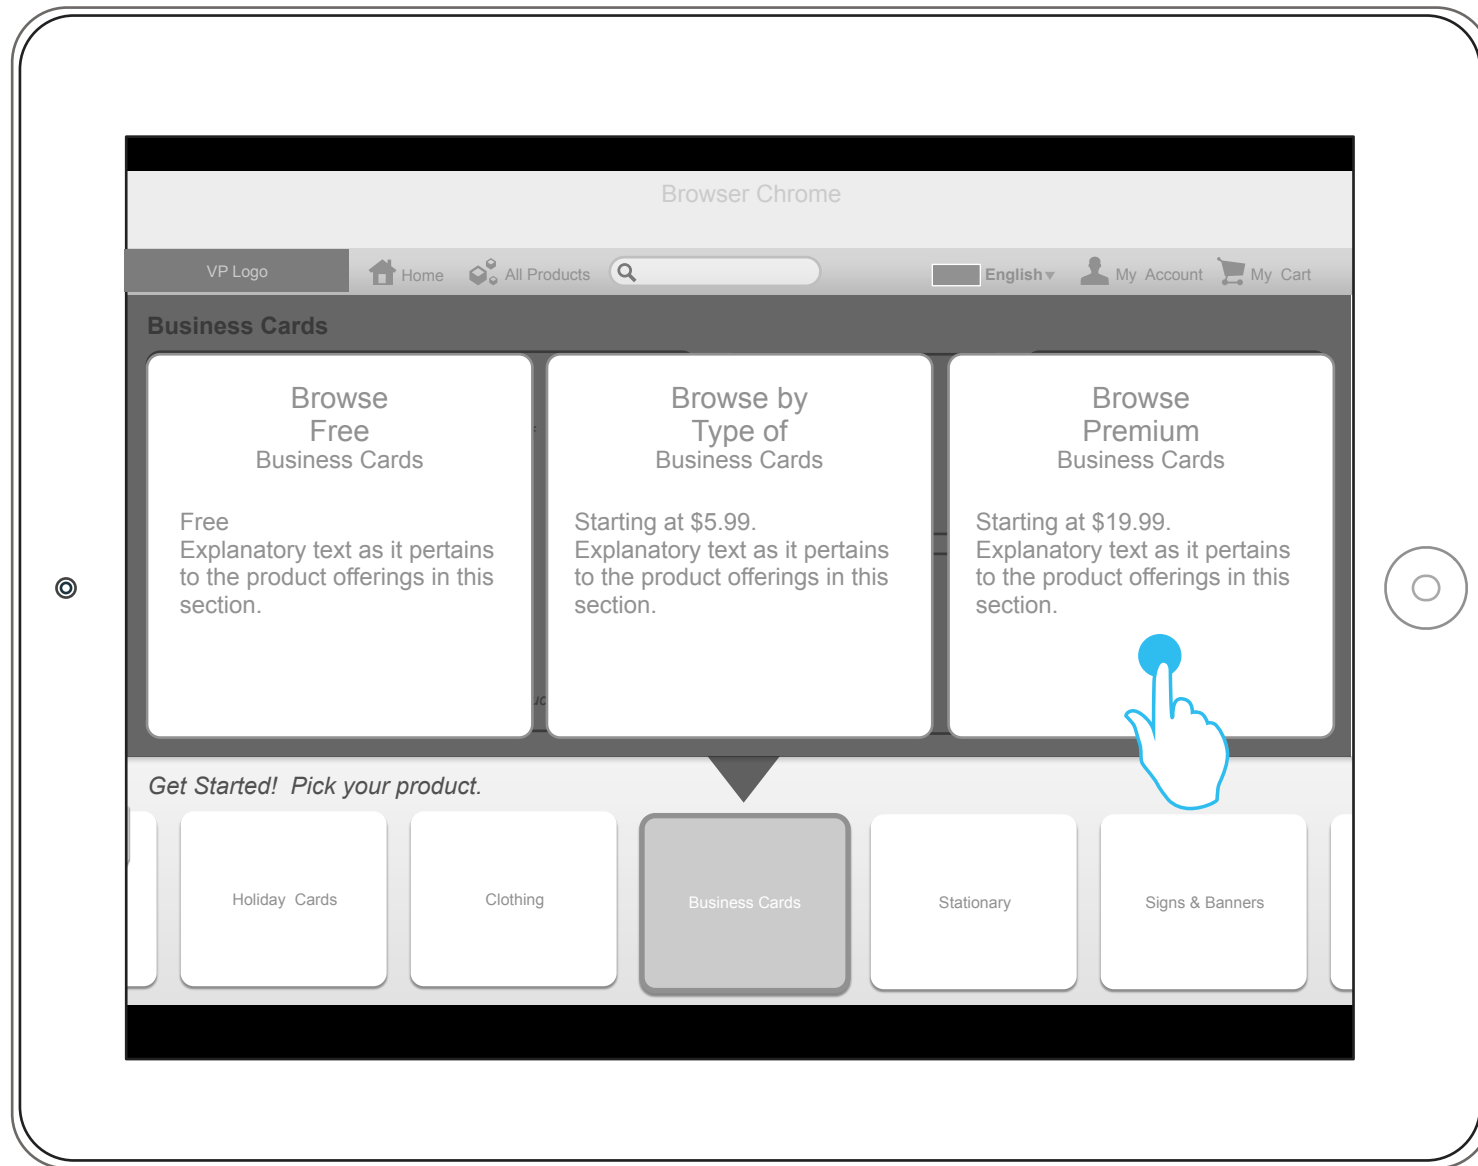 Browser Chrome
VP Logo
Home
All Products
English
My Account
My Cart
Business Cards
Browse
Free
Business Cards
Free
Explanatory text as it pertains
to the product offerings in this
section.
Browse by
Type of
Business Cards
Starting at $5.99.
Explanatory text as it pertains
to the product offerings in this
section.
Browse
Premium
Business Cards
Starting at $19.99.
Explanatory text as it pertains
to the product offerings in this
section.
Get Started! Pick your product.
Holiday Cards
Clothing
Business Cards
Stationary
Signs & Banners